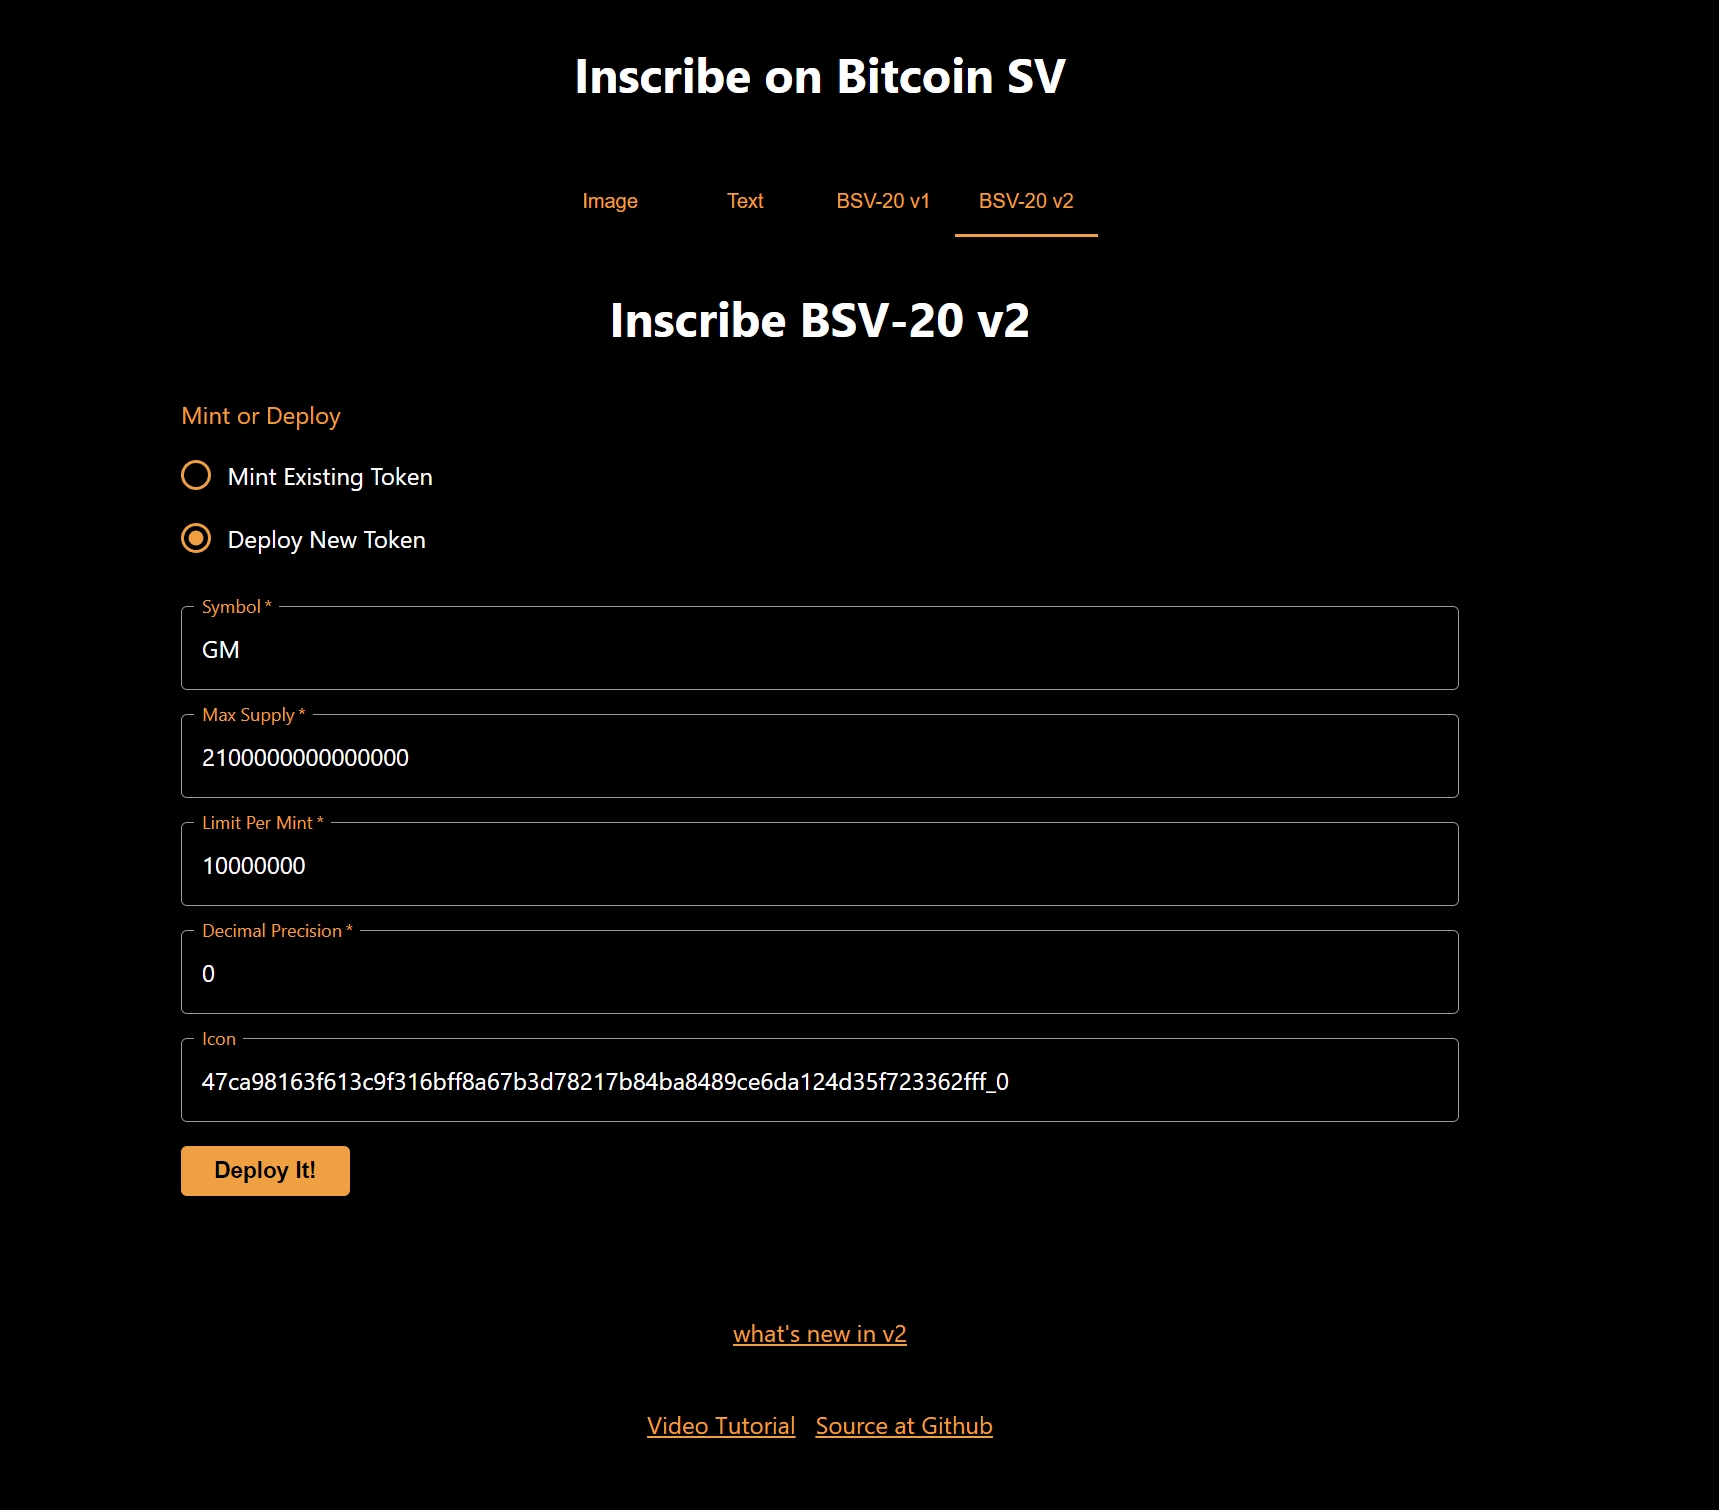 Inscribe on Bitcoin SV
Image Text BSV-20 v1 BSV-20 v2
Inscribe BSV-20 v2
Mint or Deploy
Mint Existing Token
Deploy New Token
Symbol *
GM
Max Supply *
2100000000000000
Limit Per Mint *
10000000
Decimal Precision *
0
Icon
47ca98163f613c9f316bff8a67b3d78217b84ba8489ce6da124d35f723362fff_0
Deploy It!
what's new in v2
Video Tutorial Source at Github